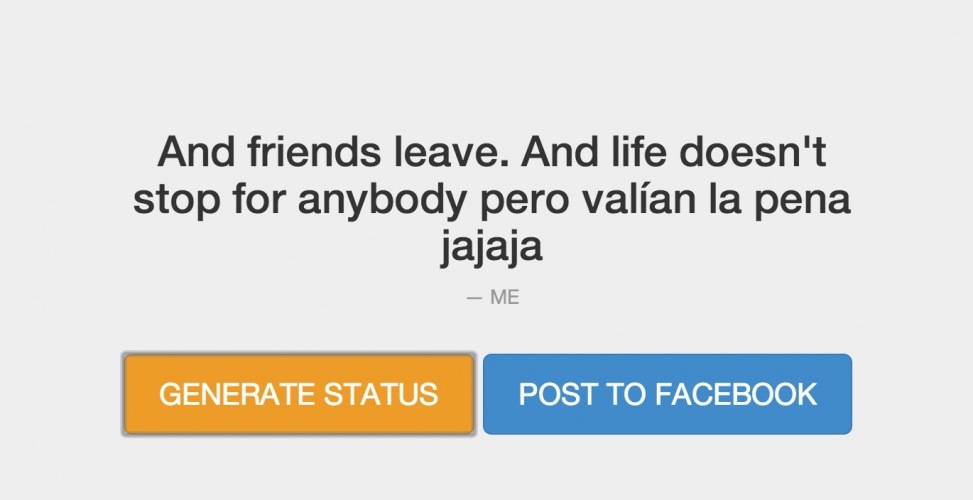 And friends leave. And life doesn't
stop for anybody pero valían la pena
jajaja
— ME
GENERATE STATUS
POST TO FACEBOOK